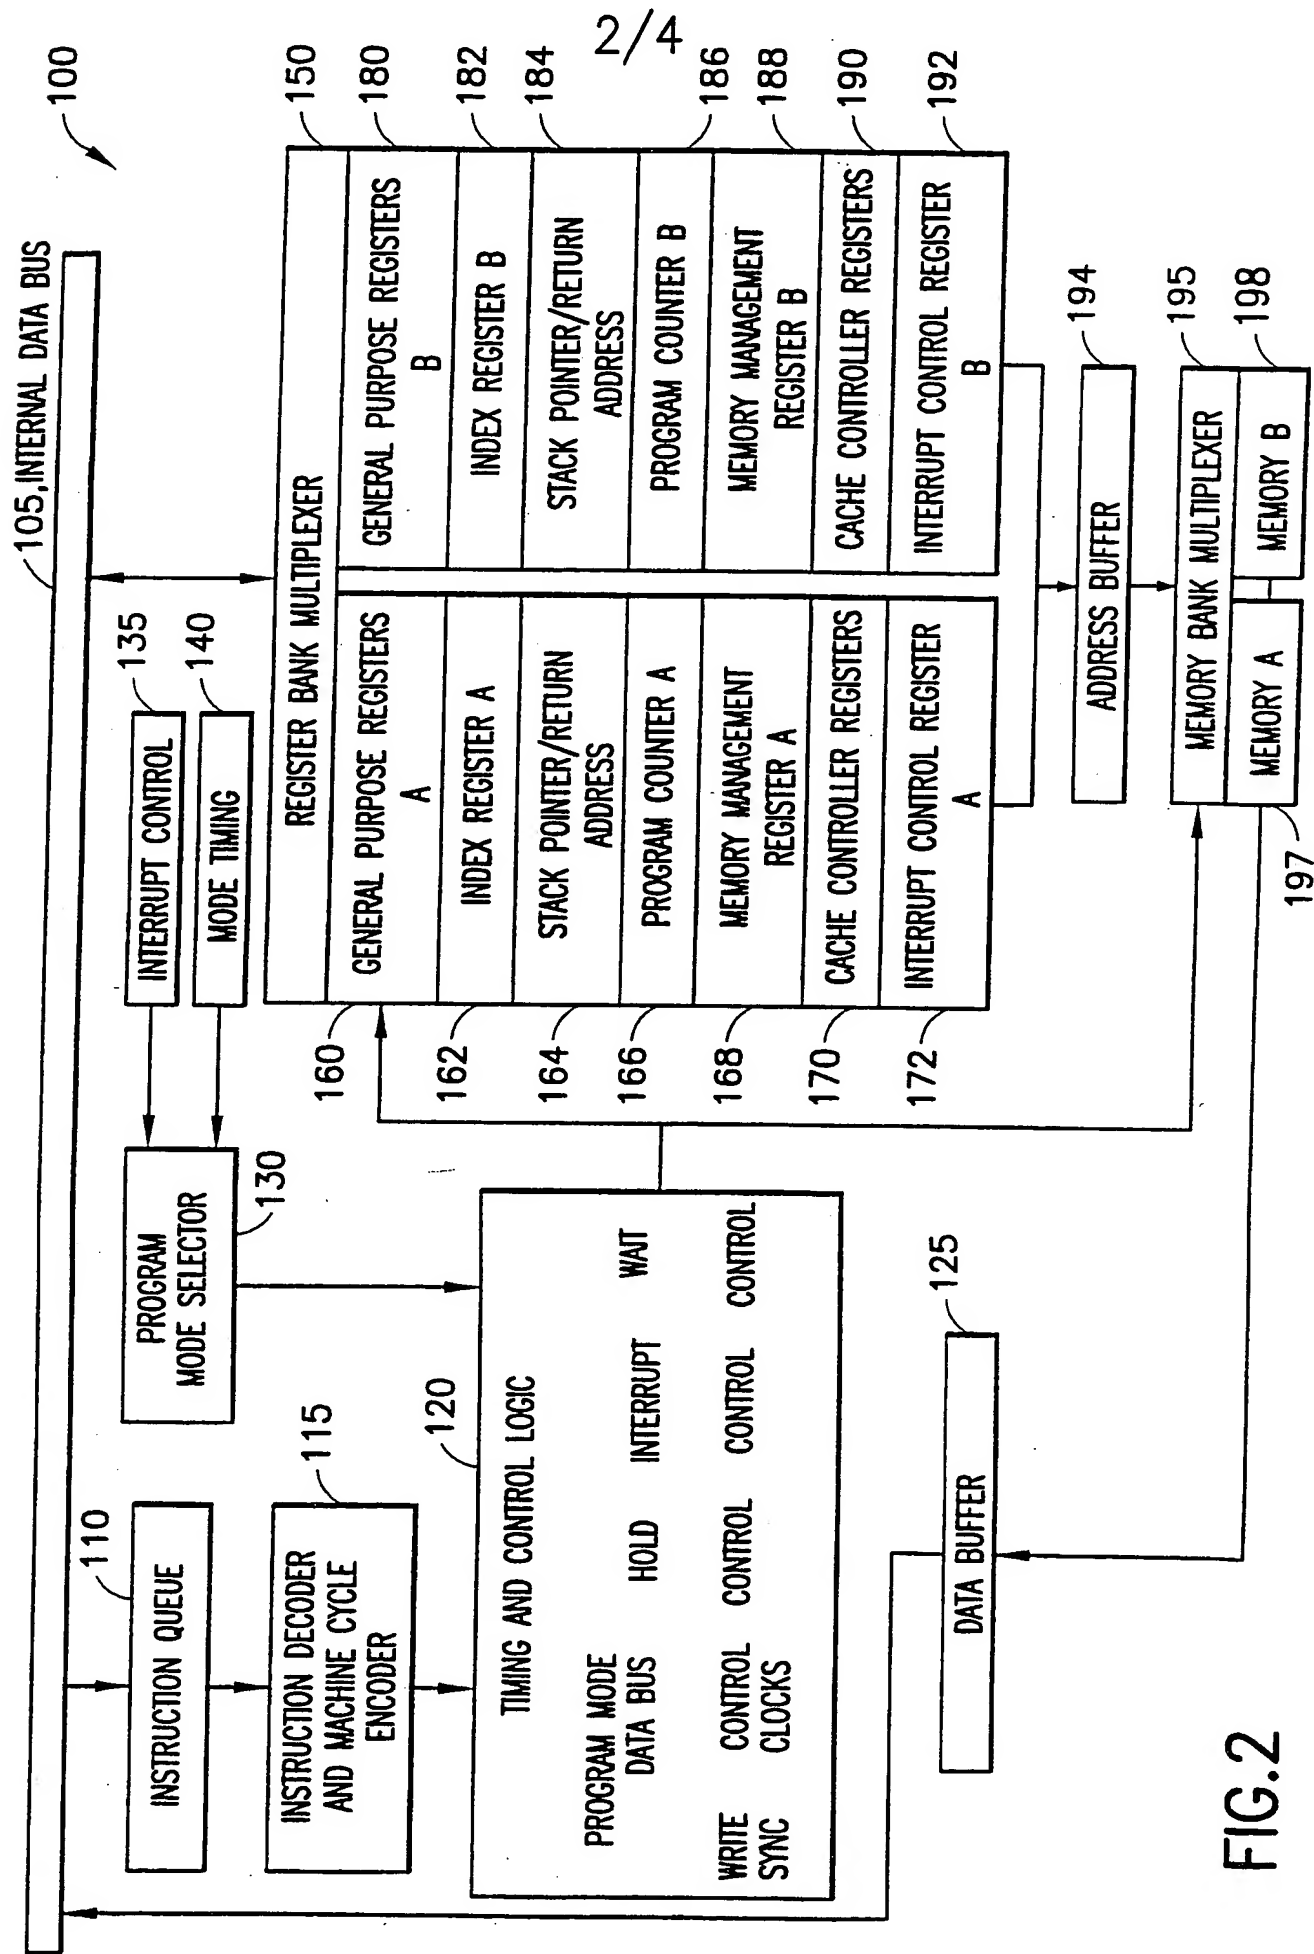 2/4
100
105, INTERNAL DATA BUS
110
INSTRUCTION QUEUE
115
INSTRUCTION DECODER
AND MACHINE CYCLE
ENCODER
PROGRAM
MODE SELECTOR
130
INTERRUPT CONTROL
135
MODE TIMING
140
120
TIMING AND CONTROL LOGIC
PROGRAM MODE
DATA BUS
HOLD
INTERRUPT
WAIT
WRITE
SYNC
CONTROL
CLOCKS
CONTROL
CONTROL
CONTROL
125
DATA BUFFER
150
REGISTER BANK MULTIPLEXER
160
GENERAL PURPOSE REGISTERS
A
162
INDEX REGISTER A
164
STACK POINTER/RETURN
ADDRESS
166
PROGRAM COUNTER A
168
MEMORY MANAGEMENT
REGISTER A
170
CACHE CONTROLLER REGISTERS
172
INTERRUPT CONTROL REGISTER
A
180
GENERAL PURPOSE REGISTERS
B
182
INDEX REGISTER B
184
STACK POINTER/RETURN
ADDRESS
186
PROGRAM COUNTER B
188
MEMORY MANAGEMENT
REGISTER B
190
CACHE CONTROLLER REGISTERS
192
INTERRUPT CONTROL REGISTER
B
194
ADDRESS BUFFER
195
MEMORY BANK MULTIPLEXER
197
MEMORY A
MEMORY B
198
FIG.2